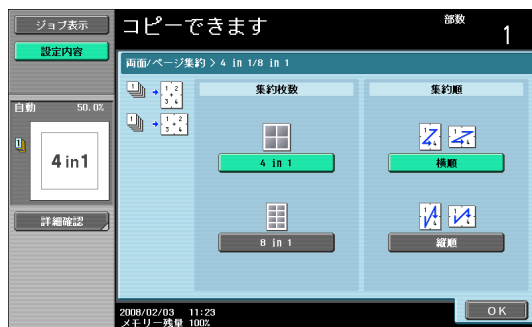 ジョブ表示
設定内容
コピーできます
部数
1
両面/ページ集約 > 4 in 1/8 in 1
自動 50.0%
4 in1
詳細確認
集約枚数
4 in 1
8 in 1
集約順
横順
縦順
2008/02/03 11:23
メモリー残量 100%
OK